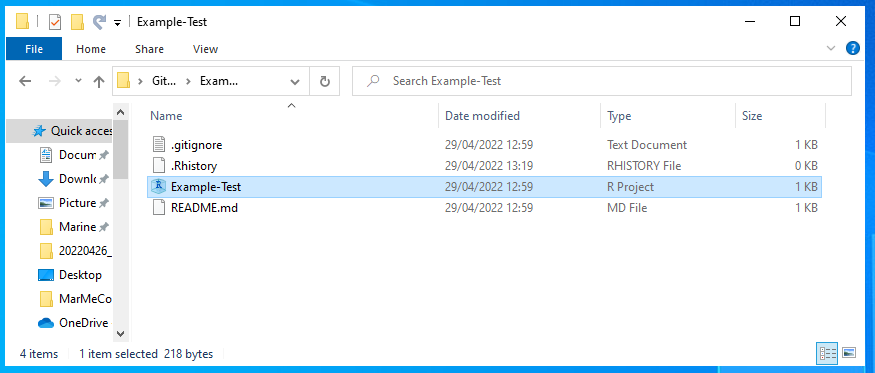 Example-Test
File Home Share View
Git... Exam... Search Example-Test
Name Date modified Type Size
Quick acces
.gitignore 29/04/2022 12:59 Text Document 1 KB
Docum
.Rhistory 29/04/2022 13:19 RHISTORY File 0 KB
Downlo
Example-Test 29/04/2022 12:59 R Project 1 KB
Picture
README.md 29/04/2022 12:59 MD File 1 KB
Marine
20220426_
Desktop
MarMeCo
OneDrive
4 items 1 item selected 218 bytes